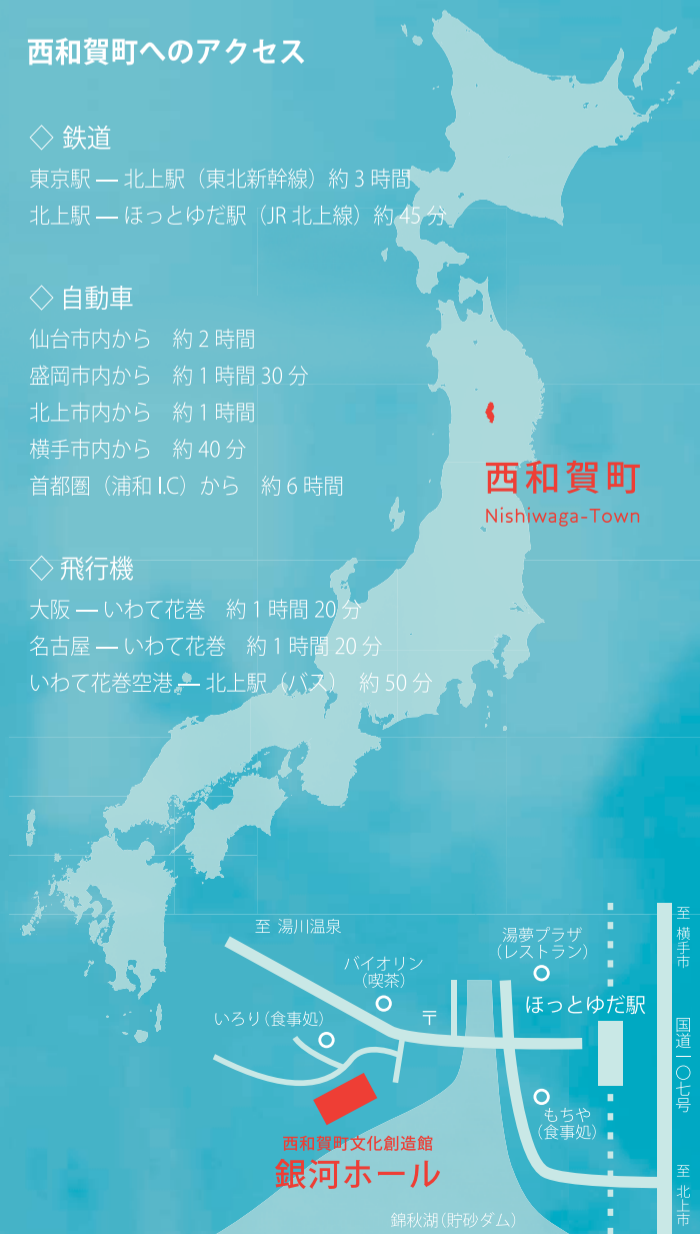 西和賀町へのアクセス
◇ 鉄道
東京駅 ― 北上駅（東北新幹線）約 3 時間
北上駅 ― ほっとゆだ駅（JR 北上線）約 45 分
◇ 自動車
仙台市内から　約 2 時間
盛岡市内から　約 1 時間 30 分
北上市内から　約 1 時間
横手市内から　約 40 分
首都圏（浦和 I.C）から　約 6 時間
西和賀町
Nishiwaga-Town
◇ 飛行機
大阪 ― いわて花巻　約 1 時間 20 分
名古屋 ― いわて花巻　約 1 時間 20 分
いわて花巻空港 ― 北上駅（バス）　約 50 分
至 湯川温泉
湯夢プラザ
（レストラン）
至 横手市
バイオリン
（喫茶）
ほっとゆだ駅
いろり（食事処）
〒
国道一〇七号
もちや
（食事処）
西和賀町文化創造館
銀河ホール
至 北上市
錦秋湖（貯砂ダム）